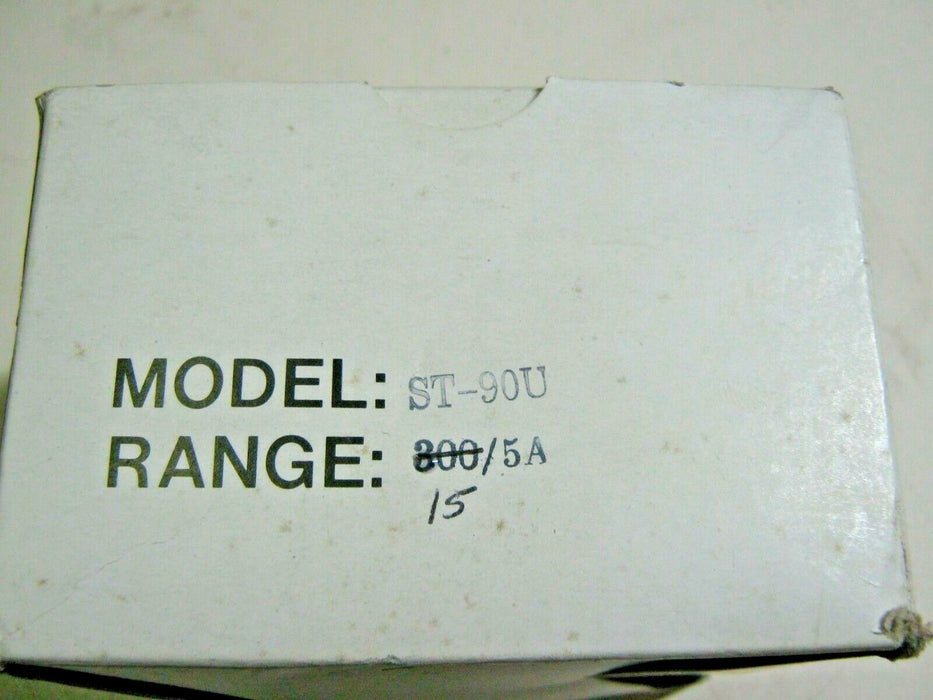 MODEL: ST-90U
RANGE: 300/5A
15